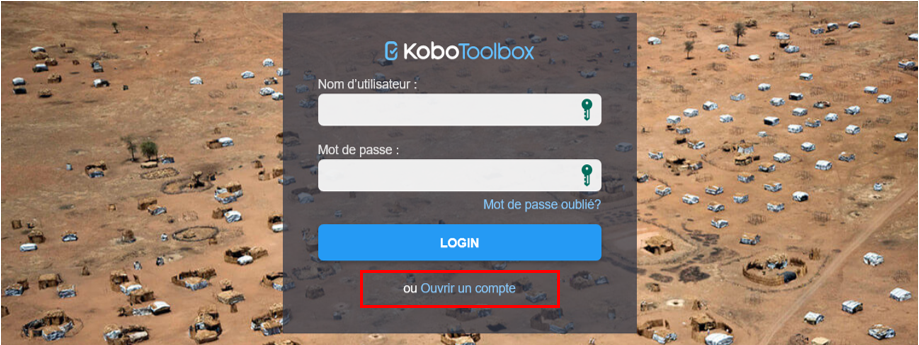 KoboToolbox
Nom d'utilisateur :
Mot de passe :
Mot de passe oublié?
LOGIN
ou Ouvrir un compte